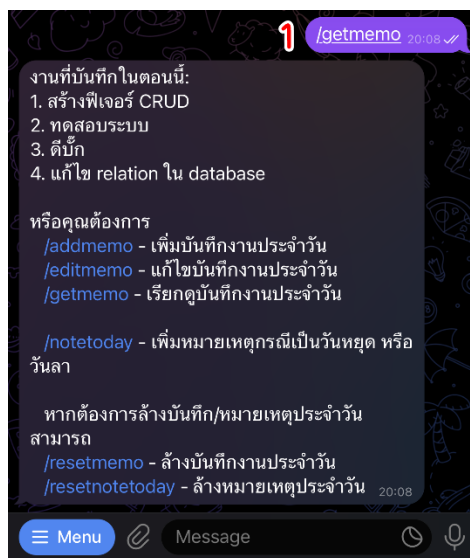 1 /getmemo 20:08
งานที่บันทึกในตอนนี้:
1. สร้างฟีเจอร์ CRUD
2. ทดสอบระบบ
3. ดีบั๊ก
4. แก้ไข relation ใน database
หรือคุณต้องการ
/addmemo - เพิ่มบันทึกงานประจำวัน
/editmemo - แก้ไขบันทึกงานประจำวัน
/getmemo - เรียกดูบันทึกงานประจำวัน
/notetoday - เพิ่มหมายเหตุกรณีเป็นวันหยุด หรือ
วันลา
หากต้องการล้างบันทึก/หมายเหตุประจำวัน
สามารถ
/resetmemo - ล้างบันทึกงานประจำวัน
/resetnotetoday - ล้างหมายเหตุประจำวัน 20:08
Menu Message